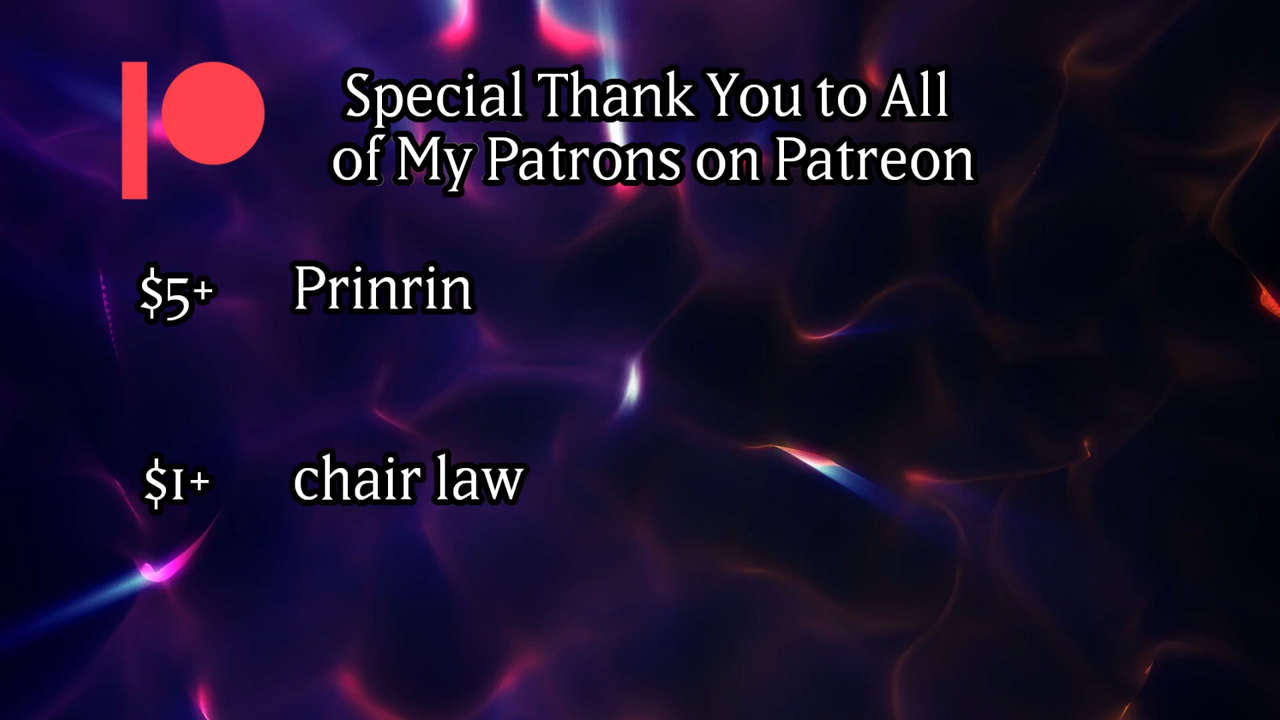 Special Thank You to All
of My Patrons on Patreon
$5+ Prinrin
$1+ chair law